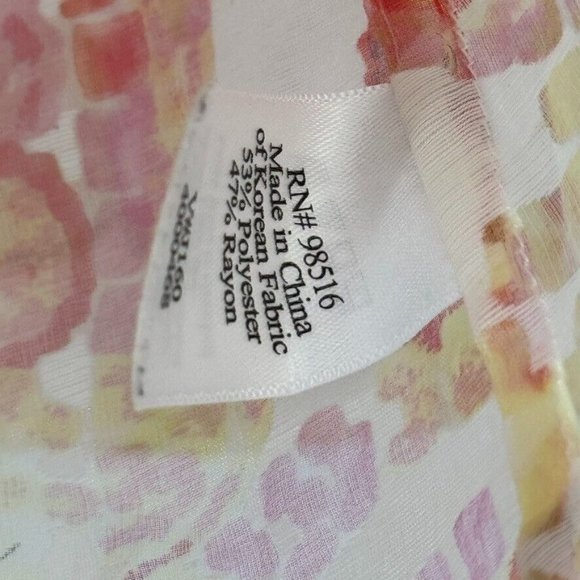 RN# 98516
Made in China
of Korean Fabric
53% Polyester
47% Rayon